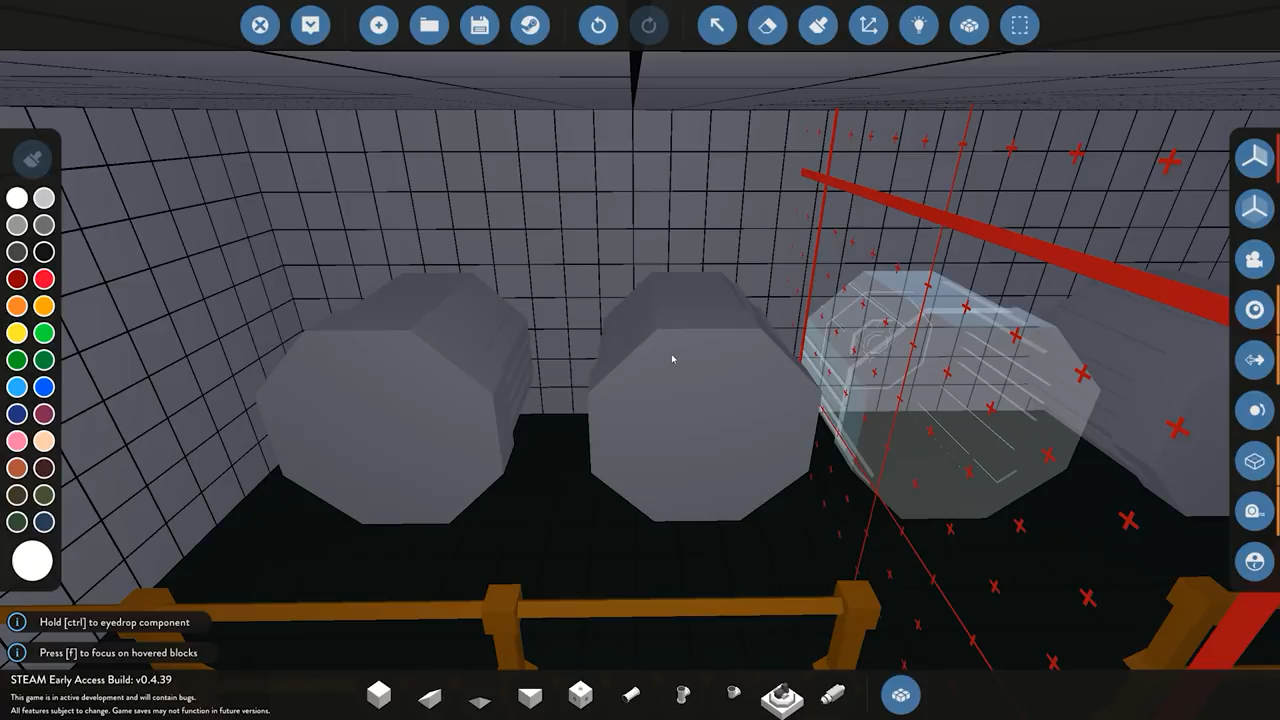 Hold [ctrl] to eyedrop component
Press [f] to focus on hovered blocks
STEAM Early Access Build: v0.4.39
This game is in active development and will contain bugs.
All features subject to change. Game saves may not function in future versions.